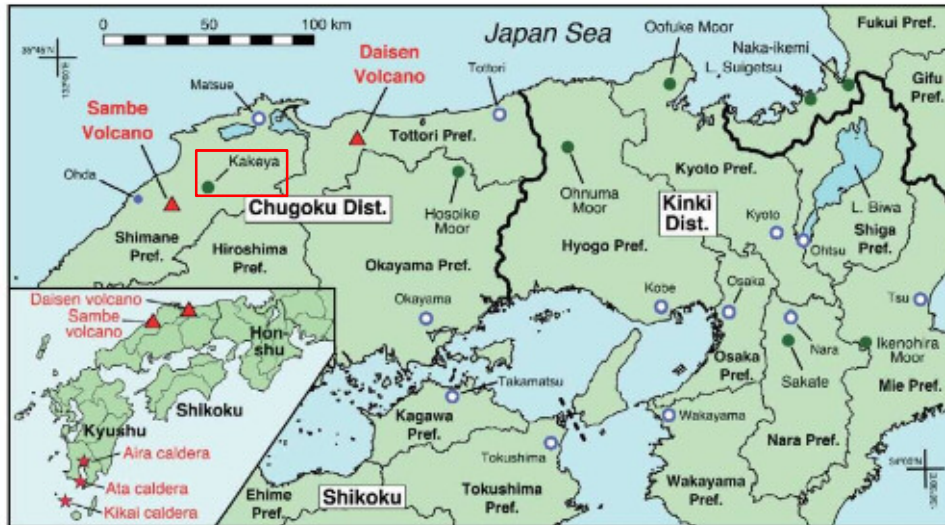 0
50
100 km
Japan Sea
Oofuke Moor
Naka-ikemi
L. Suigetsu
Fukui Pref.
Gifu
Pref.
Daisen
Volcano
Tottori
Matsue
Sambe
Volcano
Tottori Pref.
Kakeya
Kyoto Pref.
Ohda
Chugoku Dist.
Hosoike
Moor
Ohnuma
Moor
Kinki
Dist.
Kyoto
L. Biwa
Shiga
Pref.
Ohtsu
Shimane
Pref.
Hiroshima
Pref.
Okayama Pref.
Hyogo Pref.
Okayama
Kobe
Osaka
Tsu
Nara
Ikenohira
Moor
Osaka
Pref.
Sakate
Mie Pref.
Takamatsu
Kagawa
Pref.
Wakayama
Nara Pref.
Tokushima
Wakayama
Pref.
Ehime
Pref.
Shikoku
Tokushima
Pref.
Daisen volcano
Sambe
volcano
Hon-
shu
Shikoku
Kyushu
Aira caldera
Ata caldera
Kikai caldera